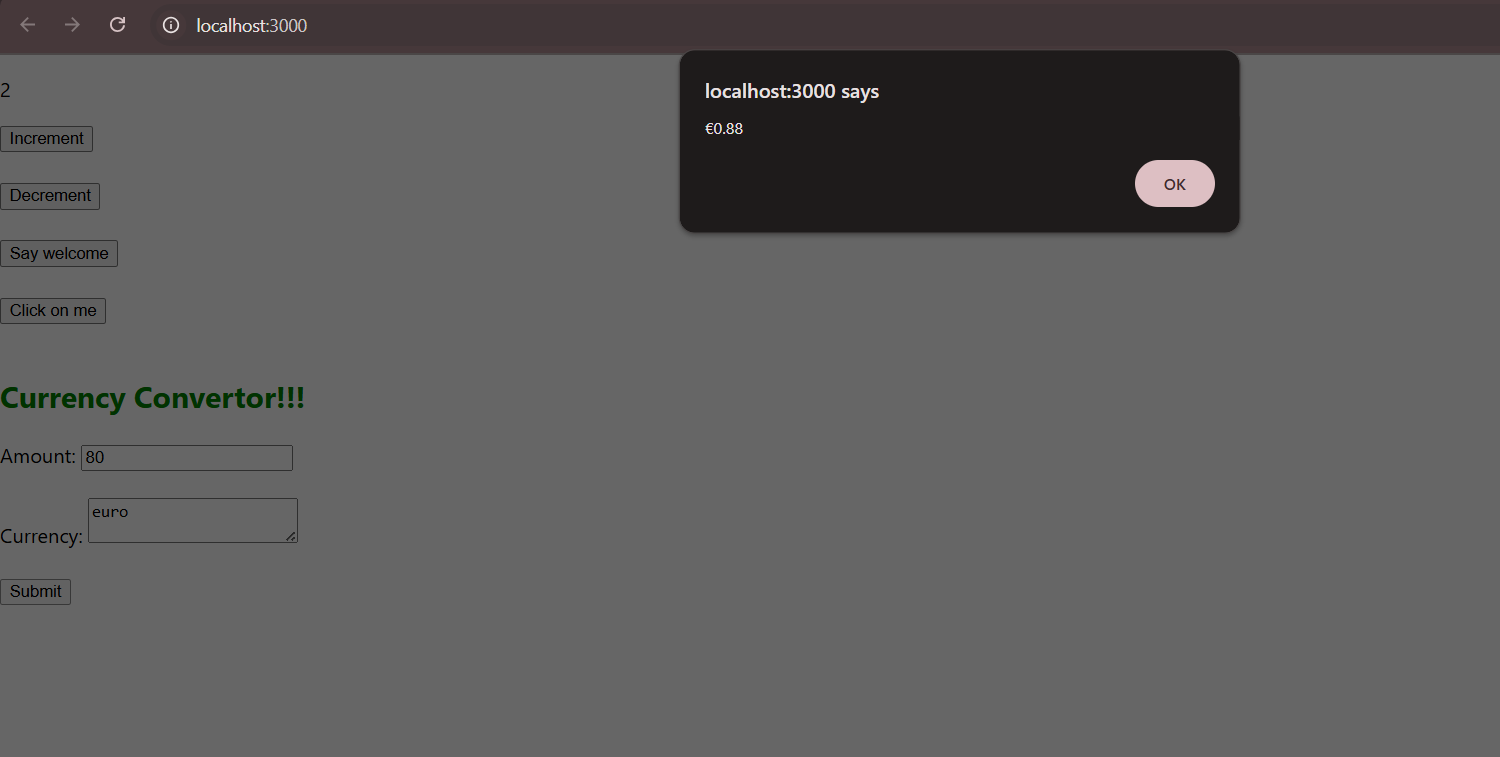 localhost:3000
localhost:3000 says
€0.88
OK
2
Increment
Decrement
Say welcome
Click on me
Currency Convertor!!!
Amount: 80
Currency: euro
Submit